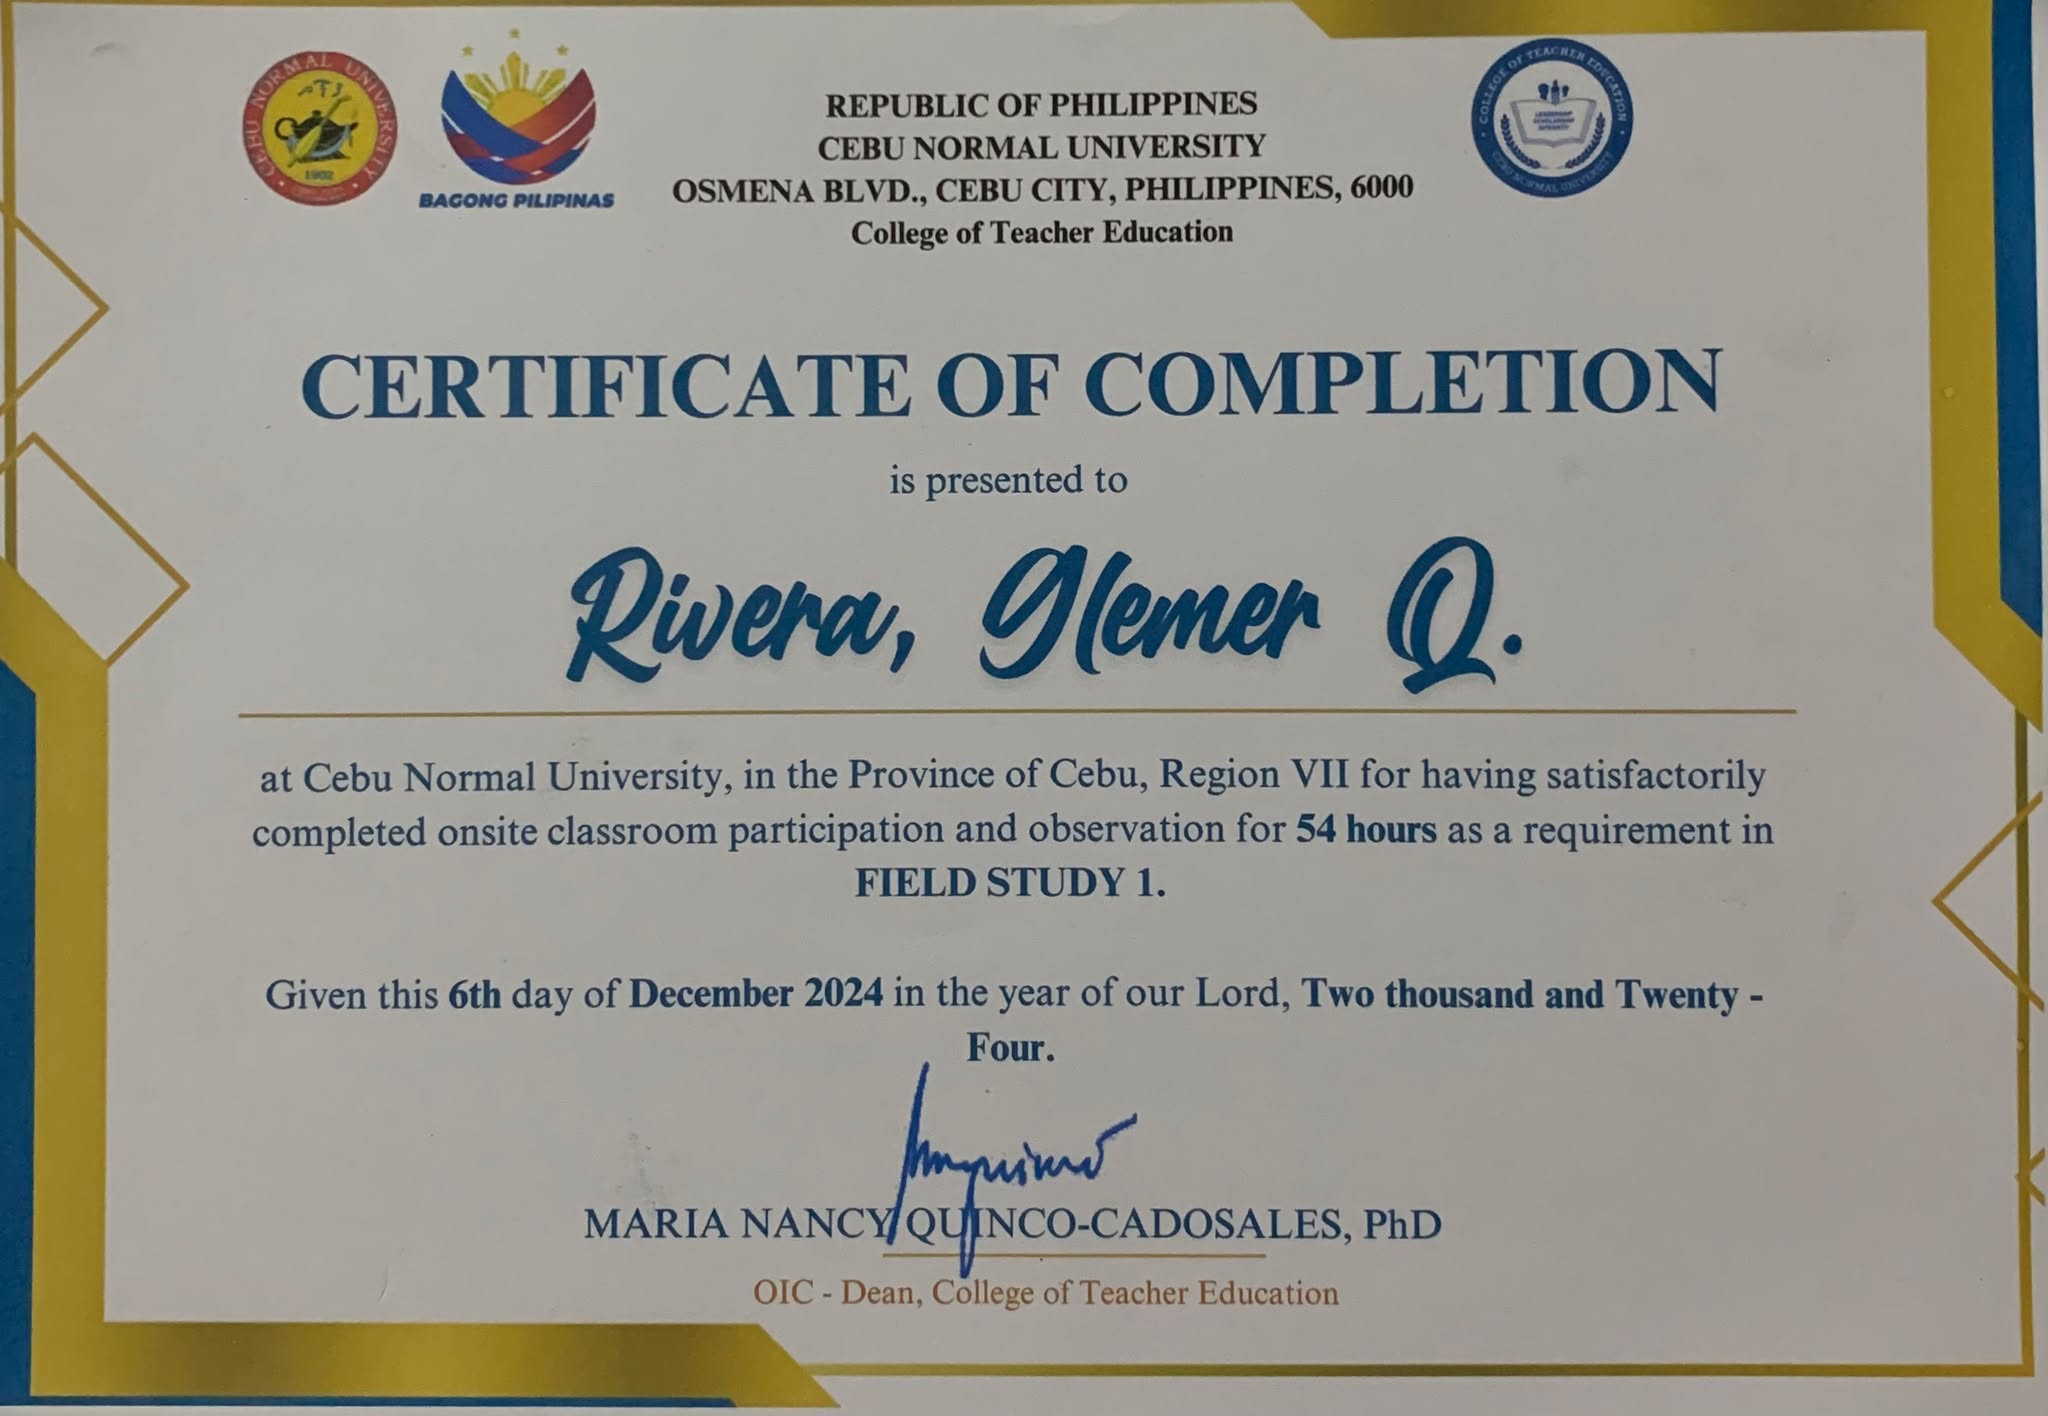 CEBU NORMAL UNIVERSITY
1902
BAGONG PILIPINAS
REPUBLIC OF PHILIPPINES
CEBU NORMAL UNIVERSITY
OSMENA BLVD., CEBU CITY, PHILIPPINES, 6000
College of Teacher Education
COLLEGE OF TEACHER EDUCATION
LEADERSHIP
SCHOLARSHIP
INTEGRITY
CEBU NORMAL UNIVERSITY
CERTIFICATE OF COMPLETION
is presented to
Rivera, Glemer Q.
at Cebu Normal University, in the Province of Cebu, Region VII for having satisfactorily
completed onsite classroom participation and observation for 54 hours as a requirement in
FIELD STUDY 1.
Given this 6th day of December 2024 in the year of our Lord, Two thousand and Twenty -
Four.
MARIA NANCY QUINCO-CADOSALES, PhD
OIC - Dean, College of Teacher Education